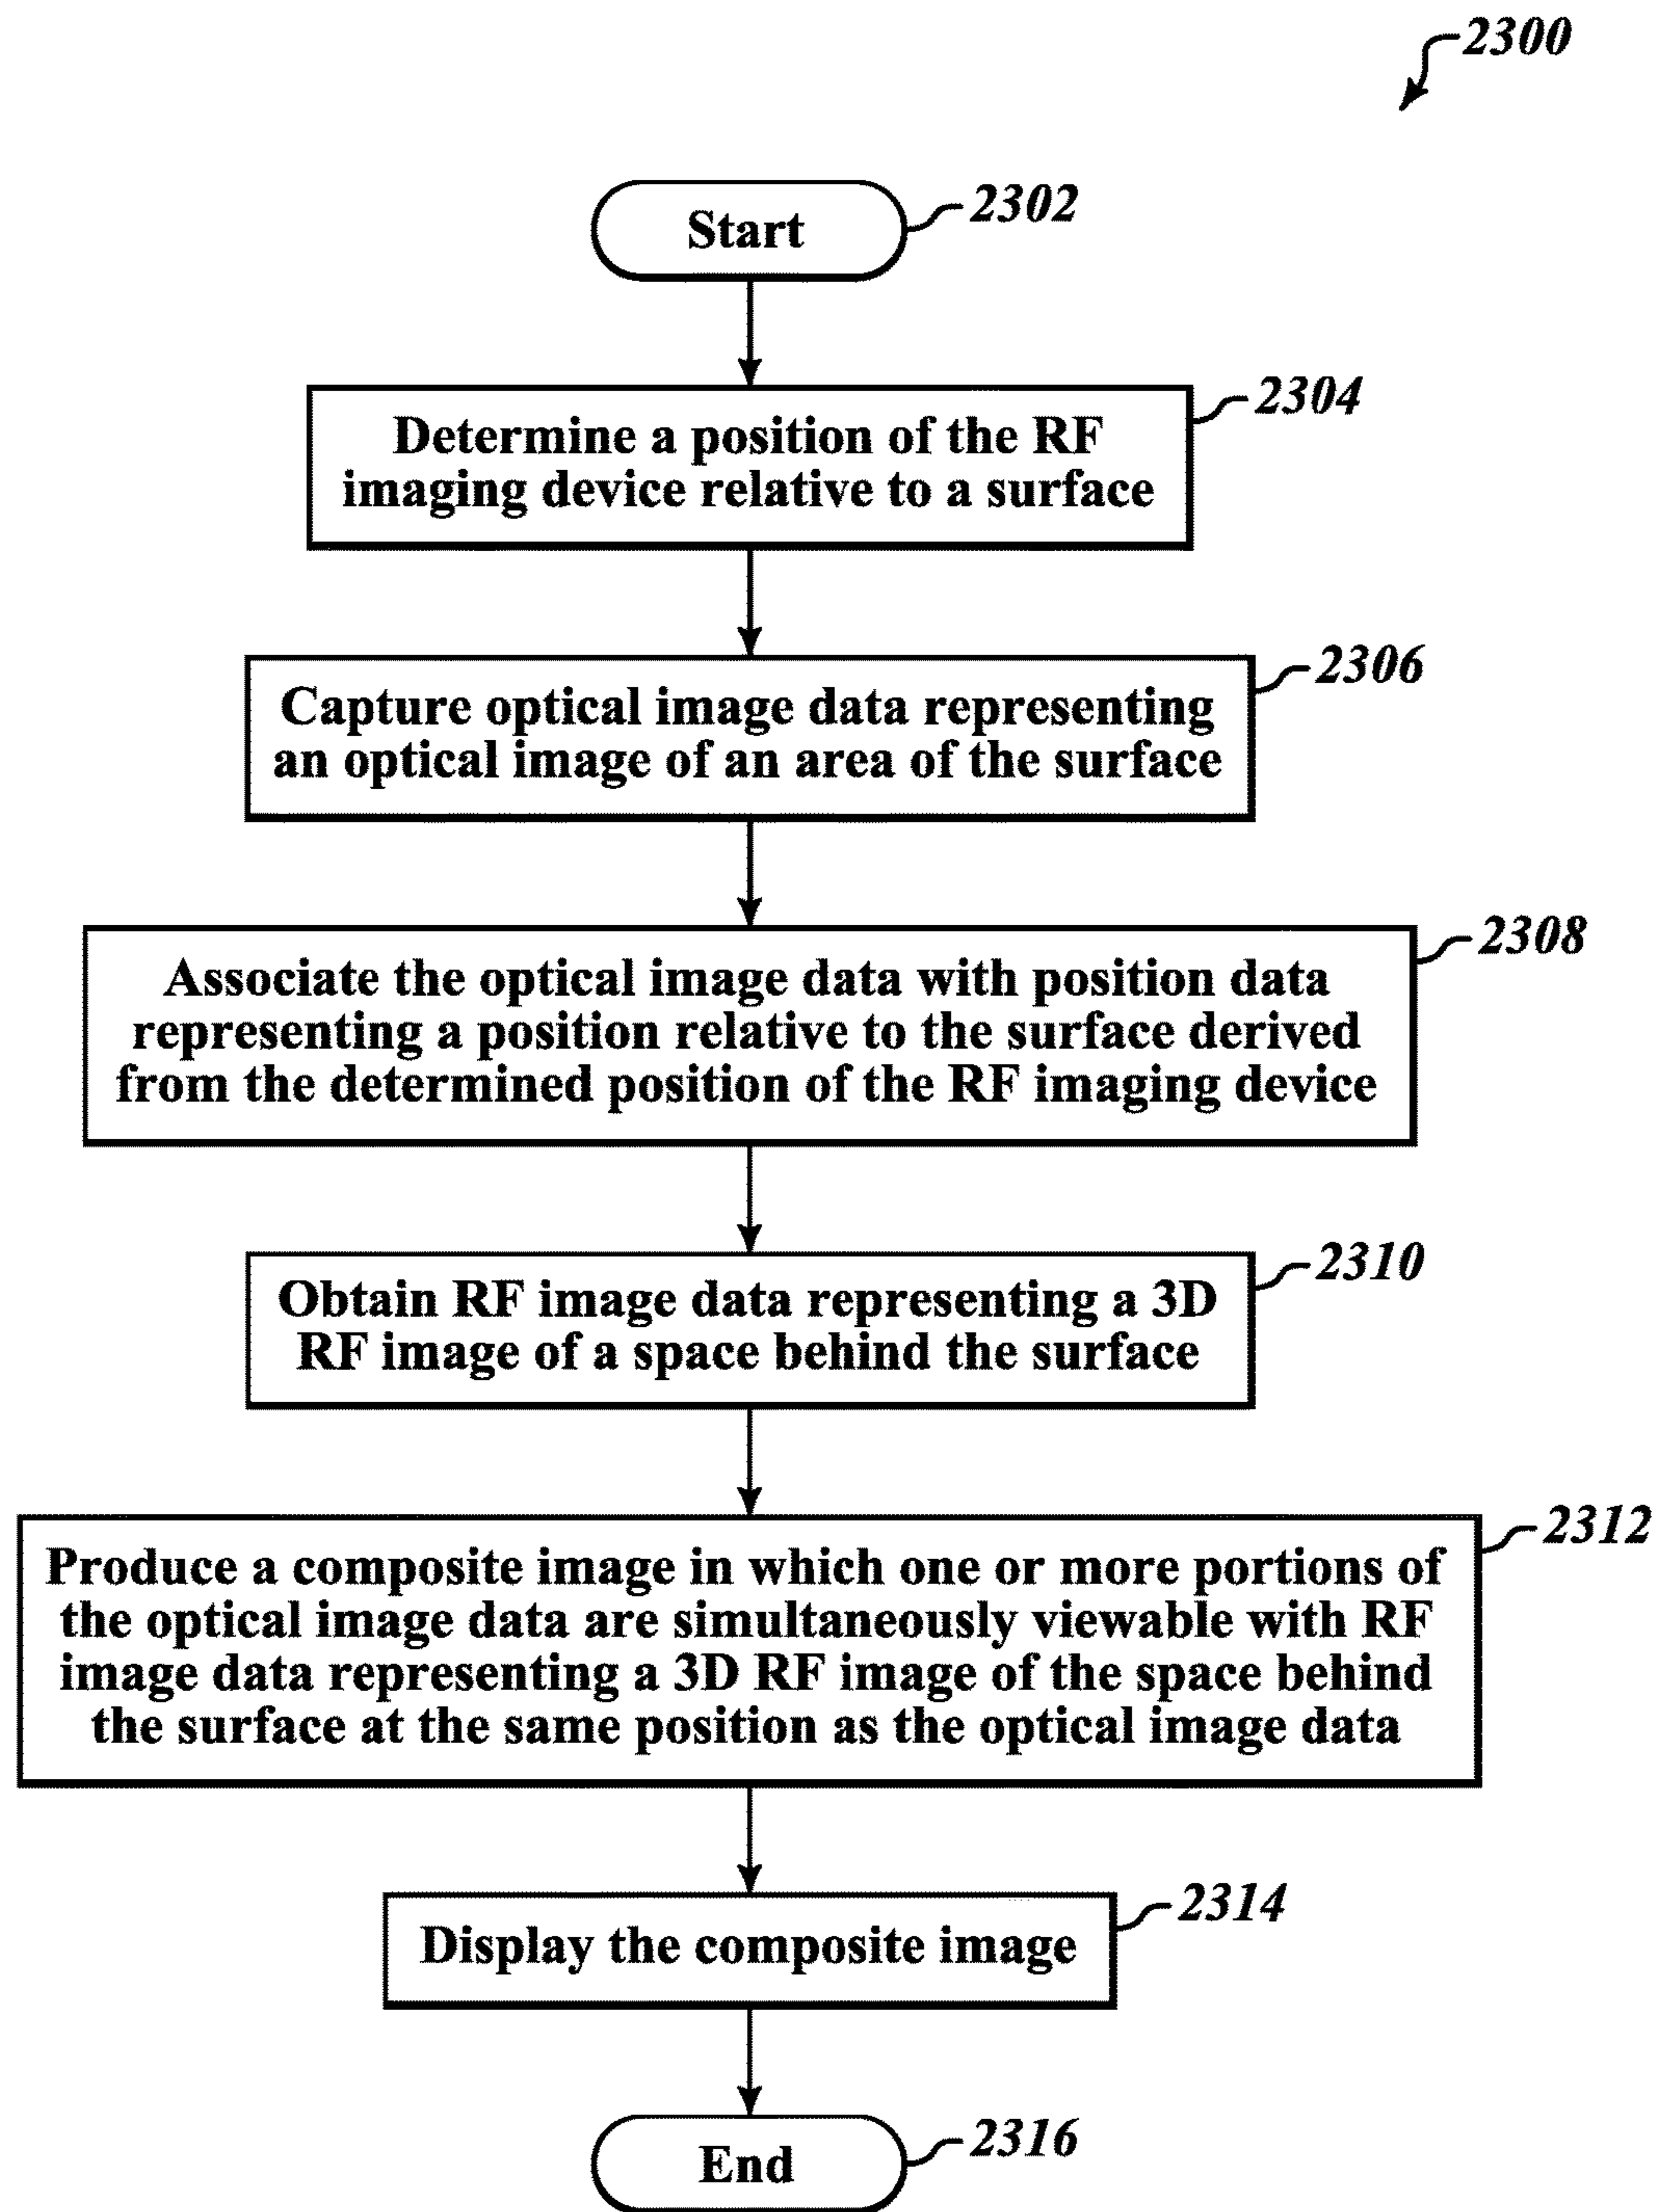 2300
Start
2302
Determine a position of the RF
imaging device relative to a surface
2304
Capture optical image data representing
an optical image of an area of the surface
2306
Associate the optical image data with position data
representing a position relative to the surface derived
from the determined position of the RF imaging device
2308
Obtain RF image data representing a 3D
RF image of a space behind the surface
2310
Produce a composite image in which one or more portions of
the optical image data are simultaneously viewable with RF
image data representing a 3D RF image of the space behind
the surface at the same position as the optical image data
2312
Display the composite image
2314
End
2316